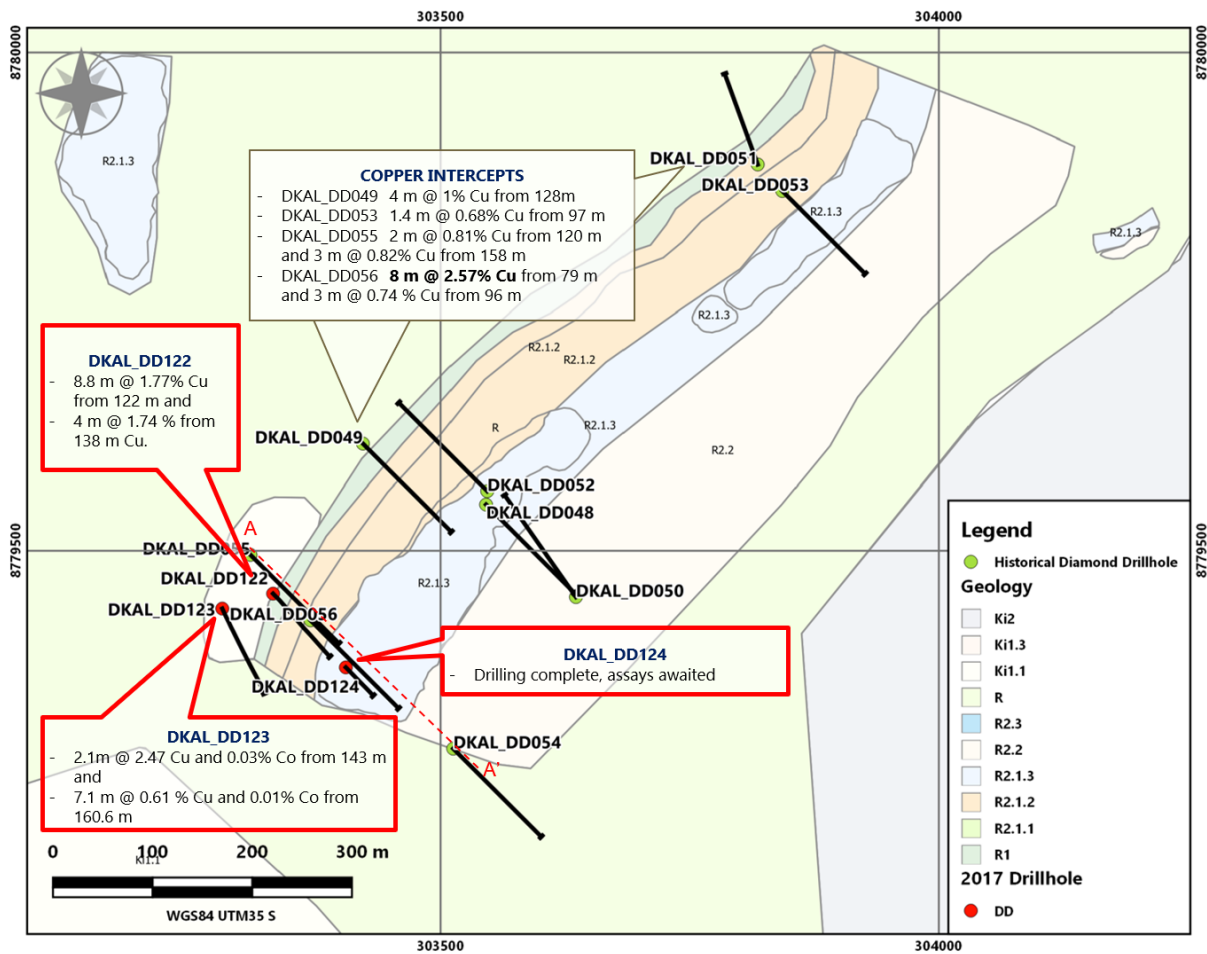 303500
304000
8780000
8780000
R2.1.3
COPPER INTERCEPTS
- DKAL_DD049 4 m @ 1% Cu from 128m
- DKAL_DD053 1.4 m @ 0.68% Cu from 97 m
- DKAL_DD055 2 m @ 0.81% Cu from 120 m
and 3 m @ 0.82% Cu from 158 m
- DKAL_DD056 8 m @ 2.57% Cu from 79 m
and 3 m @ 0.74 % Cu from 96 m
DKAL_DD051
DKAL_DD053
R2.1.3
R2.1.3
R2.1.3
R2.1.2
R2.1.2
DKAL_DD122
- 8.8 m @ 1.77% Cu
from 122 m and
- 4 m @ 1.74 % from
138 m Cu.
R
R2.1.3
R2.2
DKAL_DD049
DKAL_DD052
DKAL_DD048
8779500
8779500
A
DKAL_DD055
DKAL_DD122
R2.1.3
DKAL_DD050
DKAL_DD123
DKAL_DD056
DKAL_DD124
- Drilling complete, assays awaited
DKAL_DD124
DKAL_DD054
A'
DKAL_DD123
- 2.1m @ 2.47 Cu and 0.03% Co from 143 m
and
- 7.1 m @ 0.61 % Cu and 0.01% Co from
160.6 m
Ki1.1
0 100 200 300 m
WGS84 UTM35 S
Legend
Historical Diamond Drillhole
Geology
Ki2
Ki1.3
Ki1.1
R
R2.3
R2.2
R2.1.3
R2.1.2
R2.1.1
R1
2017 Drillhole
DD
303500
304000